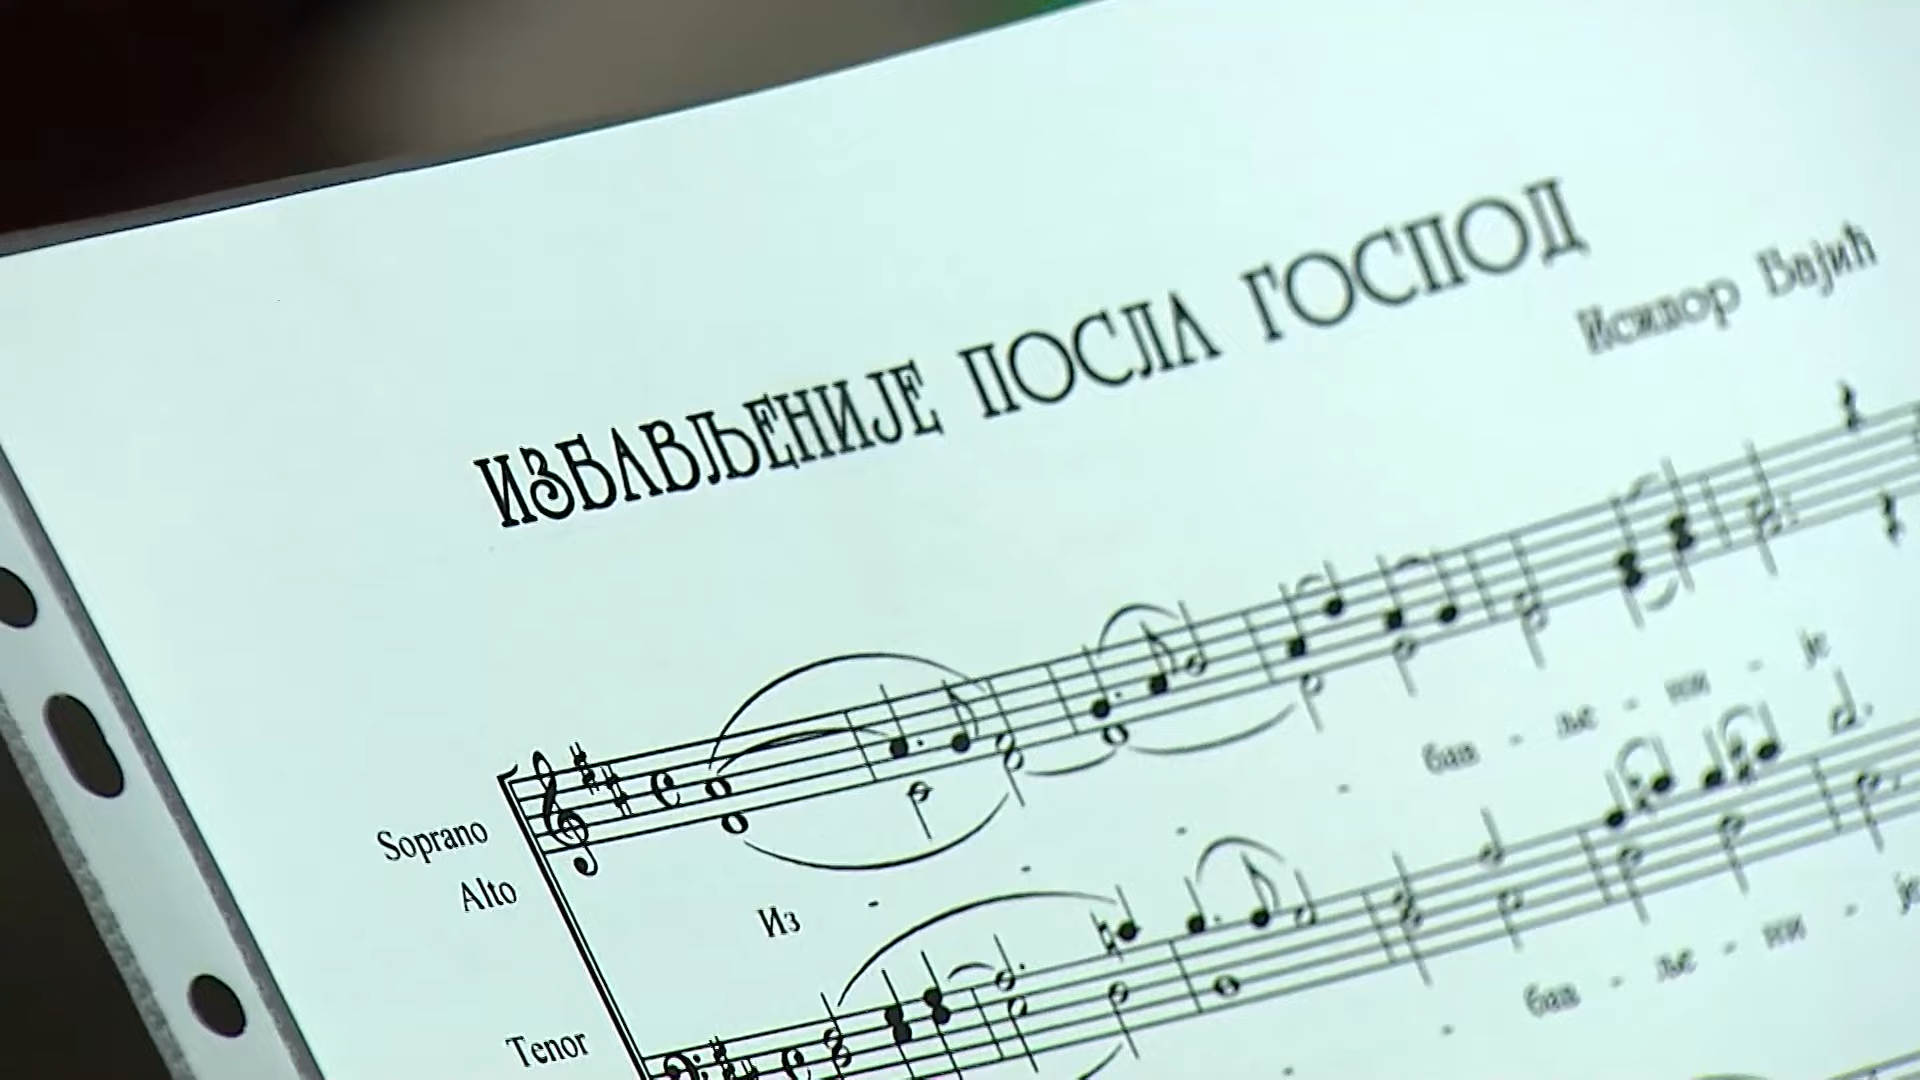 ИЗБАВЉЕНИЈЕ ПОСЛА ГОСПОД
Исидор Бајић
Soprano
Alto
Из - - - - бав - ље - ни - је
Tenor
- - бав - ље - ни - је